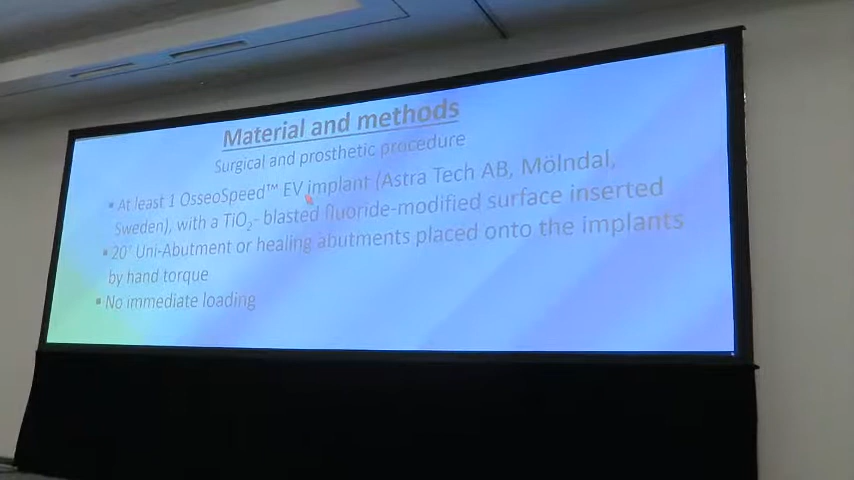 Material and methods
Surgical and prosthetic procedure
▪ At least 1 OsseoSpeed™ EV implant (Astra Tech AB, Mölndal,
Sweden), with a TiO₂- blasted fluoride-modified surface inserted
▪ 20° Uni-Abutment or healing abutments placed onto the implants
by hand torque
▪ No immediate loading